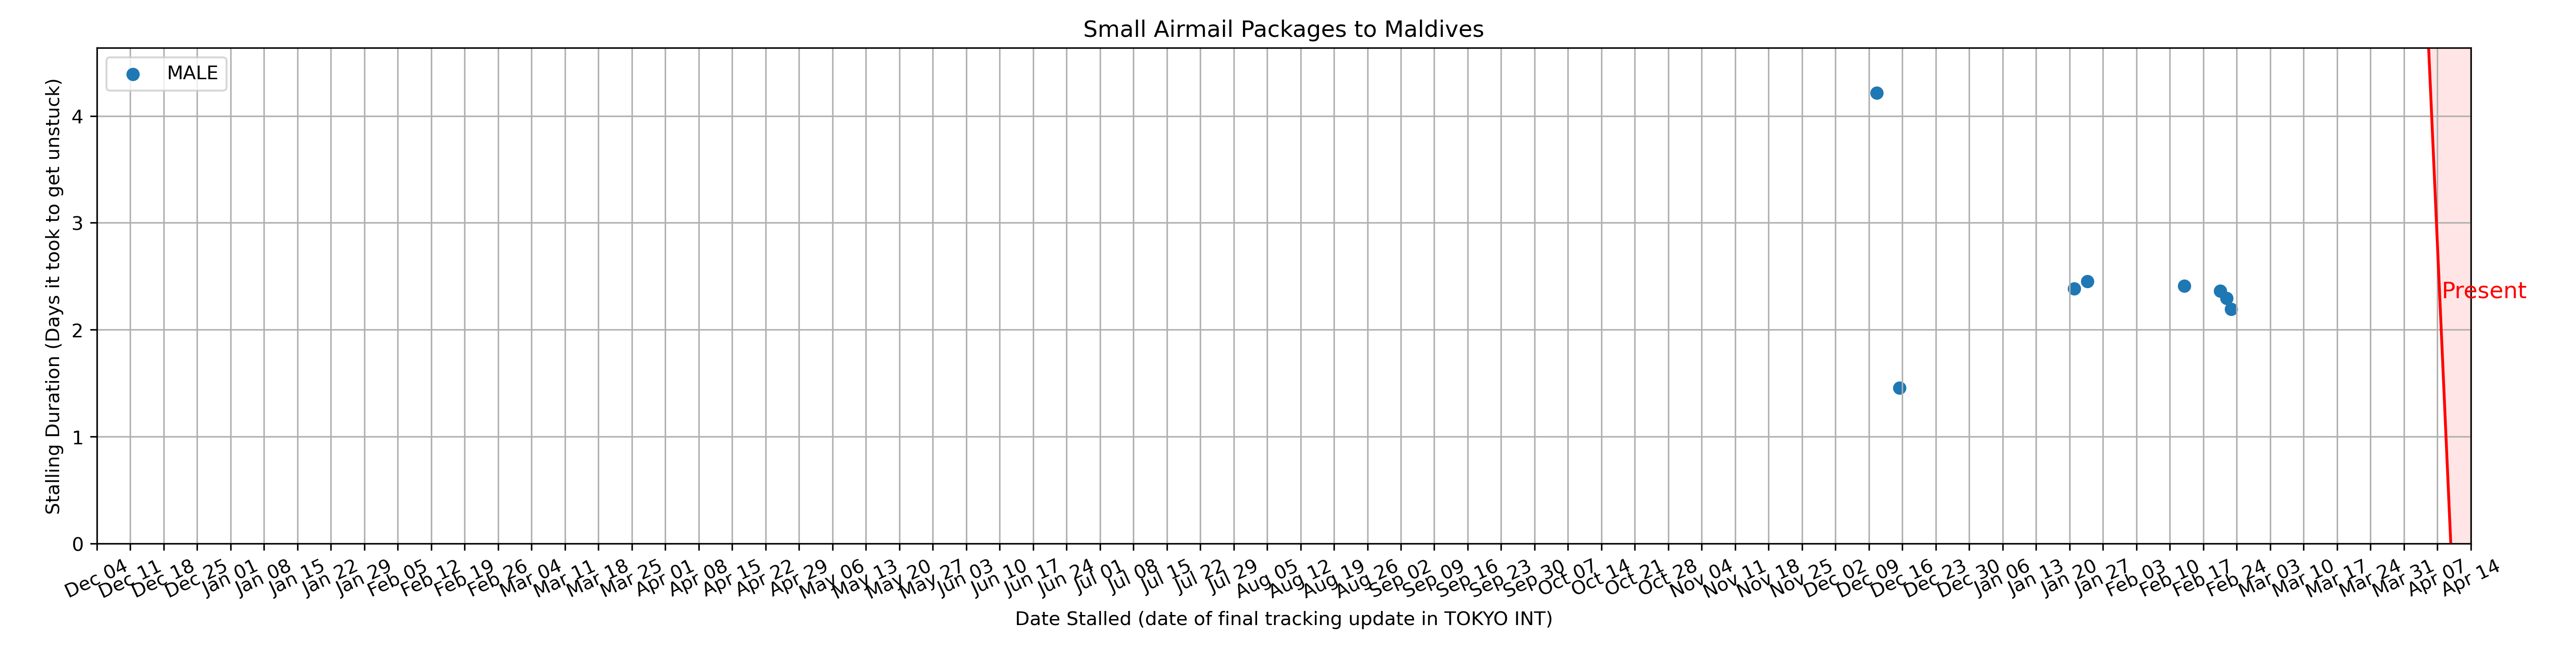 Small Airmail Packages to Maldives
MALE
Stalling Duration (Days it took to get unstuck)
4
3
2
1
0
Present
Dec 04 Dec 11 Dec 18 Dec 25 Jan 01 Jan 08 Jan 15 Jan 22 Jan 29 Feb 05 Feb 12 Feb 19 Feb 26 Mar 04 Mar 11 Mar 18 Mar 25 Apr 01 Apr 08 Apr 15 Apr 22 Apr 29 May 06 May 13 May 20 May 27 Jun 03 Jun 10 Jun 17 Jun 24 Jul 01 Jul 08 Jul 15 Jul 22 Jul 29 Aug 05 Aug 12 Aug 19 Aug 26 Sep 02 Sep 09 Sep 16 Sep 23 Sep 30 Oct 07 Oct 14 Oct 21 Oct 28 Nov 04 Nov 11 Nov 18 Nov 25 Dec 02 Dec 09 Dec 16 Dec 23 Dec 30 Jan 06 Jan 13 Jan 20 Jan 27 Feb 03 Feb 10 Feb 17 Feb 24 Mar 03 Mar 10 Mar 17 Mar 24 Mar 31 Apr 07 Apr 14
Date Stalled (date of final tracking update in TOKYO INT)